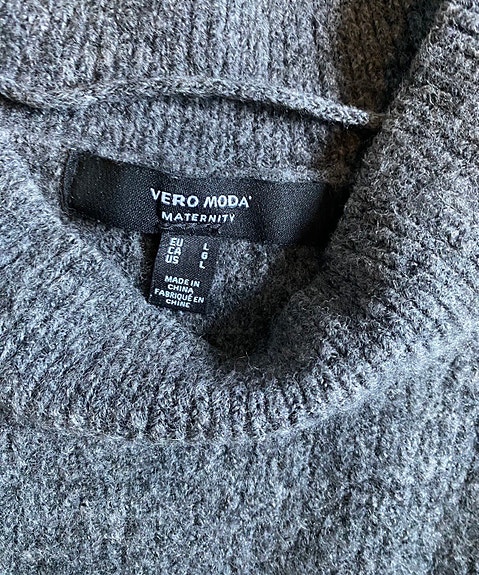 VERO MODA
MATERNITY
EU L
CA G
US L
MADE IN
CHINA
FABRIQUÉ EN
CHINE